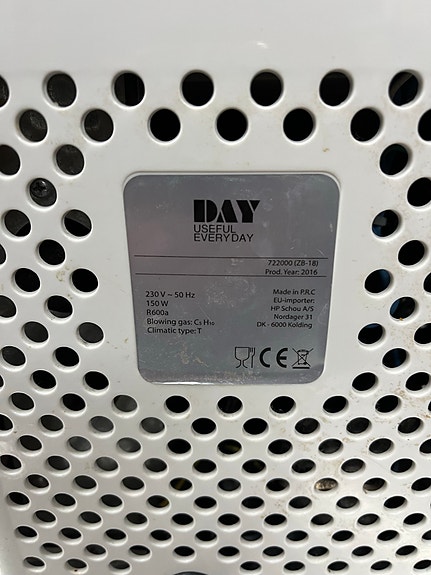 DAY
USEFUL
EVERYDAY
722000 (ZB-18)
Prod. Year: 2016
230 V ~ 50 Hz
150 W
R600a
Blowing gas: C₅ H₁₀
Climatic type: T
Made in P.R.C
EU-importer:
HP Schou A/S
Nordager 31
DK - 6000 Kolding
CE